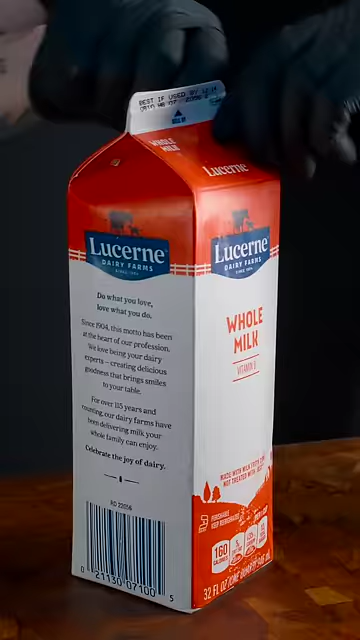 BEST IF USED BY
WHOLE
MILK
Lucerne
Lucerne
DAIRY FARMS
SINCE 1904
Do what you love,
love what you do.
Since 1904, this motto has been
at the heart of our profession.
We love being your dairy
experts – creating delicious
goodness that brings smiles
to your table.
For over 115 years and
counting, our dairy farms have
been delivering milk your
whole family can enjoy.
Celebrate the joy of dairy.
RD 22056
0 21130 07100 5
Lucerne
DAIRY FARMS
SINCE 1904
WHOLE
MILK
VITAMIN D
MADE WITH MILK FROM COWS
NOT TREATED WITH
PERISHABLE
KEEP REFRIGERATED
160
CALORIES
32 FL OZ (ONE QUART)